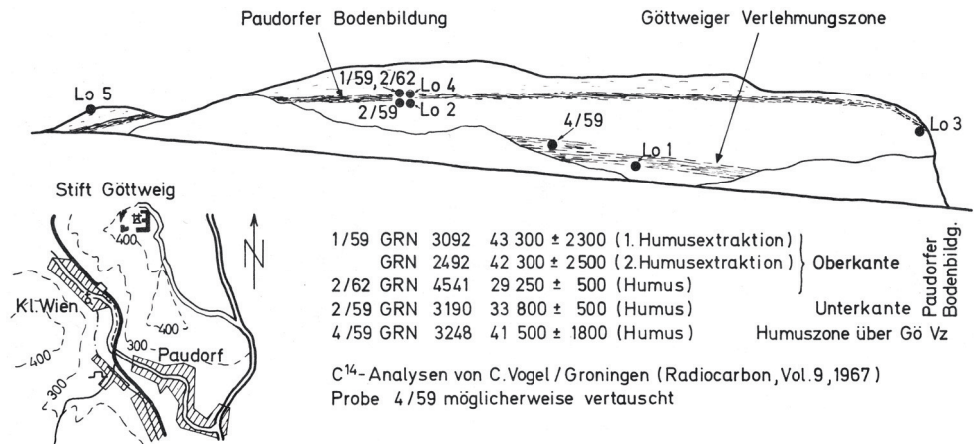 Paudorfer Bodenbildung
Göttweiger Verlehmungszone
1/59, 2/62 Lo 4
2/59 Lo 2
Lo 5
4/59
Lo 1
Lo 3
Stift Göttweig
400
N
Kl. Wien
400
400
300
300
Paudorf
1/59 GRN 3092 43 300 ± 2300 (1. Humusextraktion)
GRN 2492 42 300 ± 2500 (2. Humusextraktion)
2/62 GRN 4541 29 250 ± 500 (Humus)
Oberkante
2/59 GRN 3190 33 800 ± 500 (Humus) Unterkante
Paudorfer
Bodenbildg.
4/59 GRN 3248 41 500 ± 1800 (Humus) Humuszone über Gö Vz
C¹⁴-Analysen von C. Vogel / Groningen (Radiocarbon, Vol. 9, 1967)
Probe 4/59 möglicherweise vertauscht